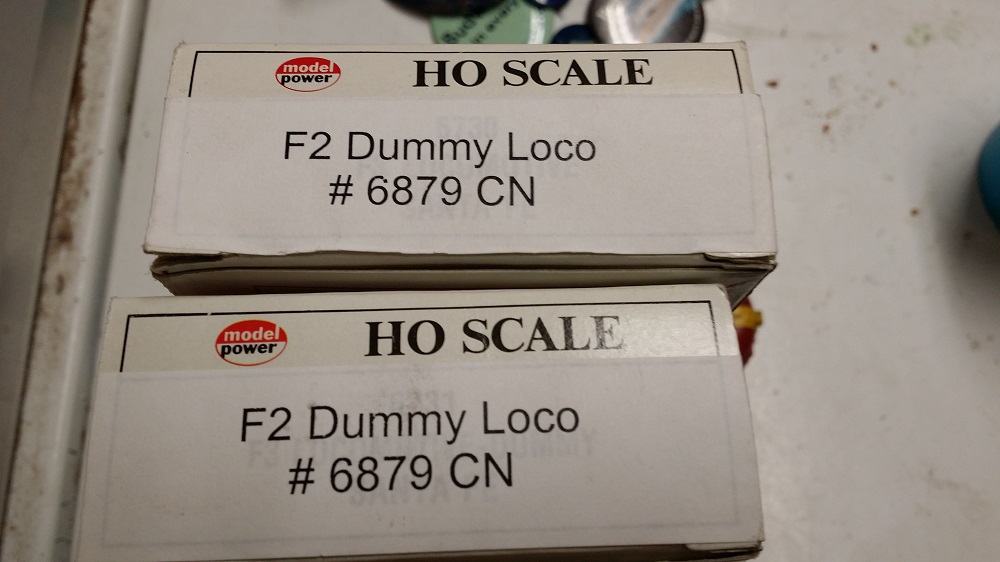 model
power
HO SCALE
F2 Dummy Loco
# 6879 CN
model
power
HO SCALE
F2 Dummy Loco
# 6879 CN